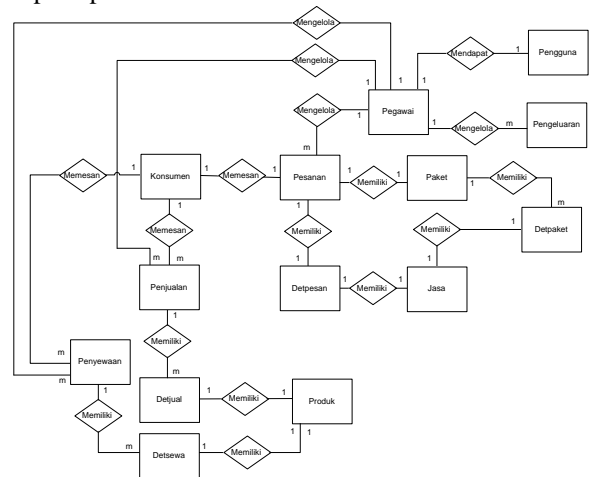 Mengelola
Mendapat
1
1
Pengguna
Mengelola
1
1
1
Pegawai
Mengelola
1
1
Mengelola
m
Pengeluaran
m
Memesan
1
Konsumen
1
Memesan
1
Pesanan
1
Memiliki
1
Paket
1
Memiliki
m
Detpaket
1
Memesan
m
m
Penjualan
1
Memiliki
1
Detpesan
1
Memiliki
1
Jasa
1
Memiliki
1
1
Memiliki
m
Detjual
1
Memiliki
1
Produk
1
1
m
Penyewaan
m
1
Memiliki
m
Detsewa
1
Memiliki